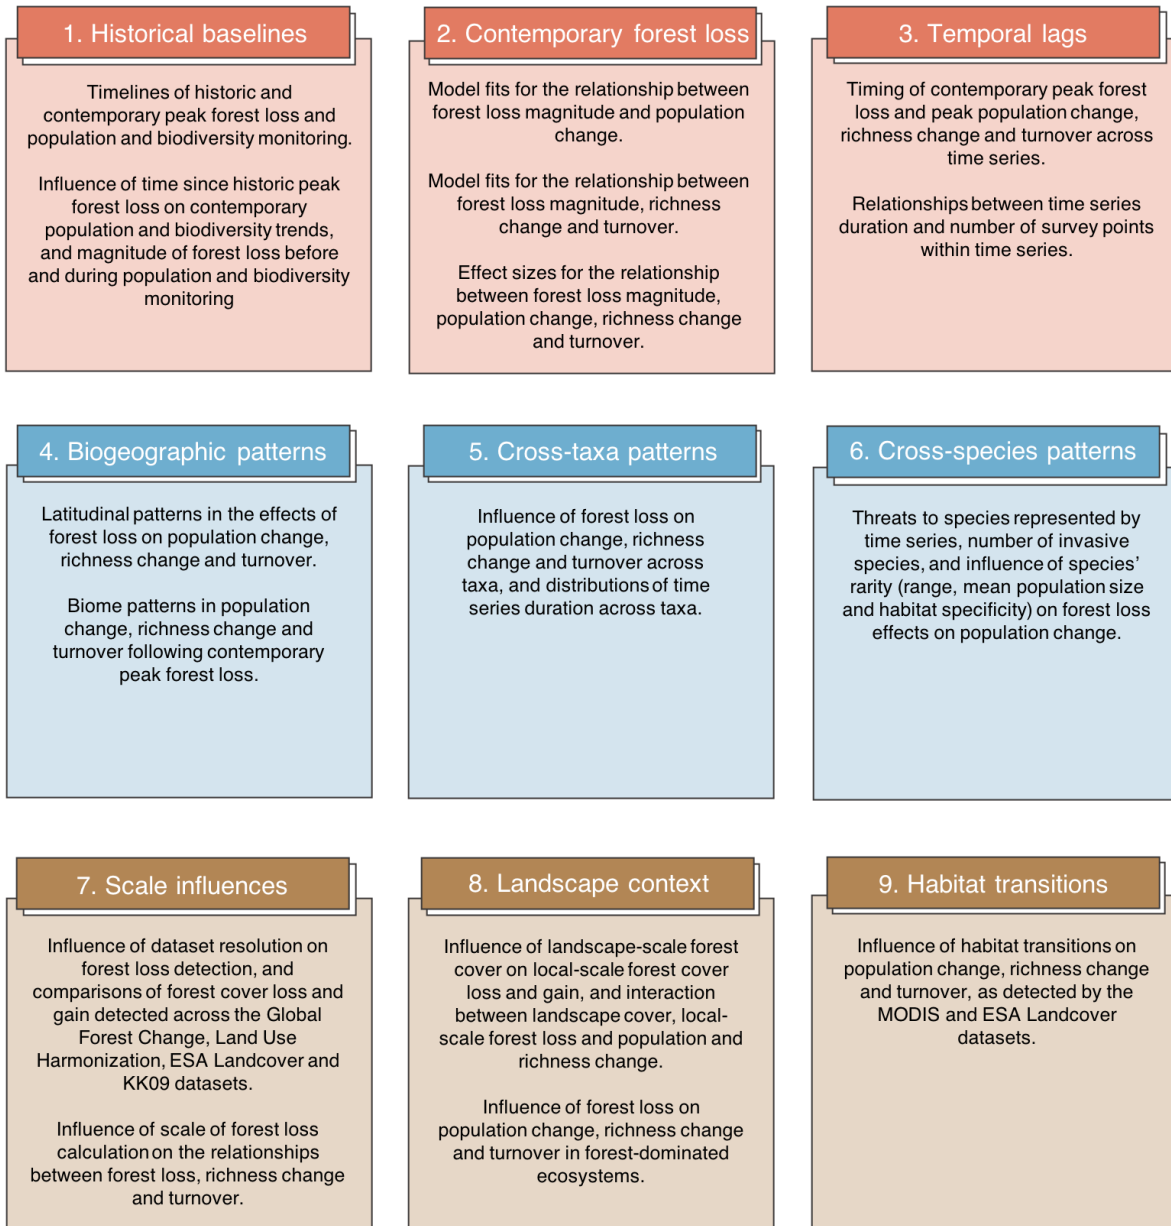 1. Historical baselines
Timelines of historic and
contemporary peak forest loss and
population and biodiversity monitoring.
Influence of time since historic peak
forest loss on contemporary
population and biodiversity trends,
and magnitude of forest loss before
and during population and biodiversity
monitoring
2. Contemporary forest loss
Model fits for the relationship between
forest loss magnitude and population
change.
Model fits for the relationship between
forest loss magnitude, richness
change and turnover.
Effect sizes for the relationship
between forest loss magnitude,
population change, richness change
and turnover.
3. Temporal lags
Timing of contemporary peak forest
loss and peak population change,
richness change and turnover across
time series.
Relationships between time series
duration and number of survey points
within time series.
4. Biogeographic patterns
Latitudinal patterns in the effects of
forest loss on population change,
richness change and turnover.
Biome patterns in population
change, richness change and
turnover following contemporary
peak forest loss.
5. Cross-taxa patterns
Influence of forest loss on
population change, richness
change and turnover across
taxa, and distributions of time
series duration across taxa.
6. Cross-species patterns
Threats to species represented by
time series, number of invasive
species, and influence of species’
rarity (range, mean population size
and habitat specificity) on forest loss
effects on population change.
7. Scale influences
Influence of dataset resolution on
forest loss detection, and
comparisons of forest cover loss and
gain detected across the Global
Forest Change, Land Use
Harmonization, ESA Landcover and
KK09 datasets.
Influence of scale of forest loss
calculation on the relationships
between forest loss, richness change
and turnover.
8. Landscape context
Influence of landscape-scale forest
cover on local-scale forest cover
loss and gain, and interaction
between landscape cover, local-
scale forest loss and population and
richness change.
Influence of forest loss on
population change, richness change
and turnover in forest-dominated
ecosystems.
9. Habitat transitions
Influence of habitat transitions on
population change, richness change
and turnover, as detected by the
MODIS and ESA Landcover
datasets.